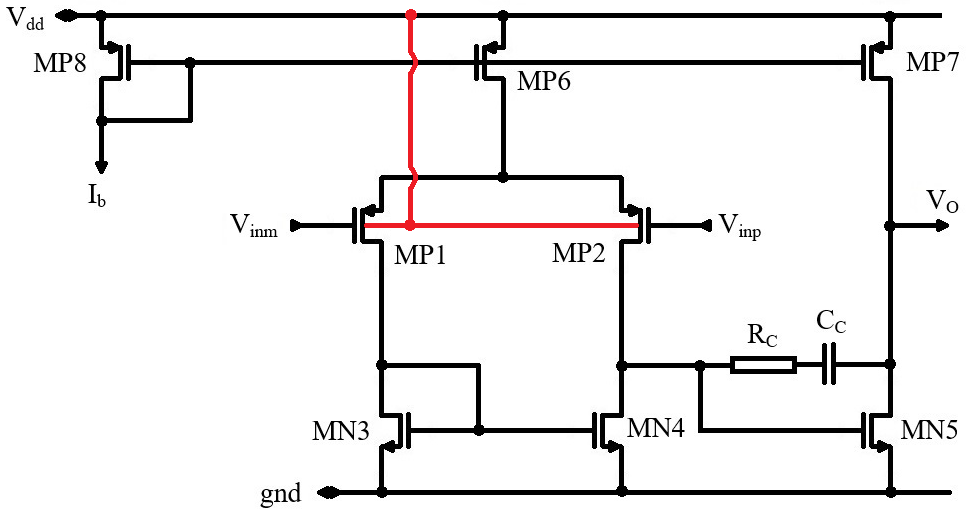 Vdd
MP8
MP6
MP7
Ib
Vinm
Vinp
VO
MP1
MP2
RC
CC
MN3
MN4
MN5
gnd